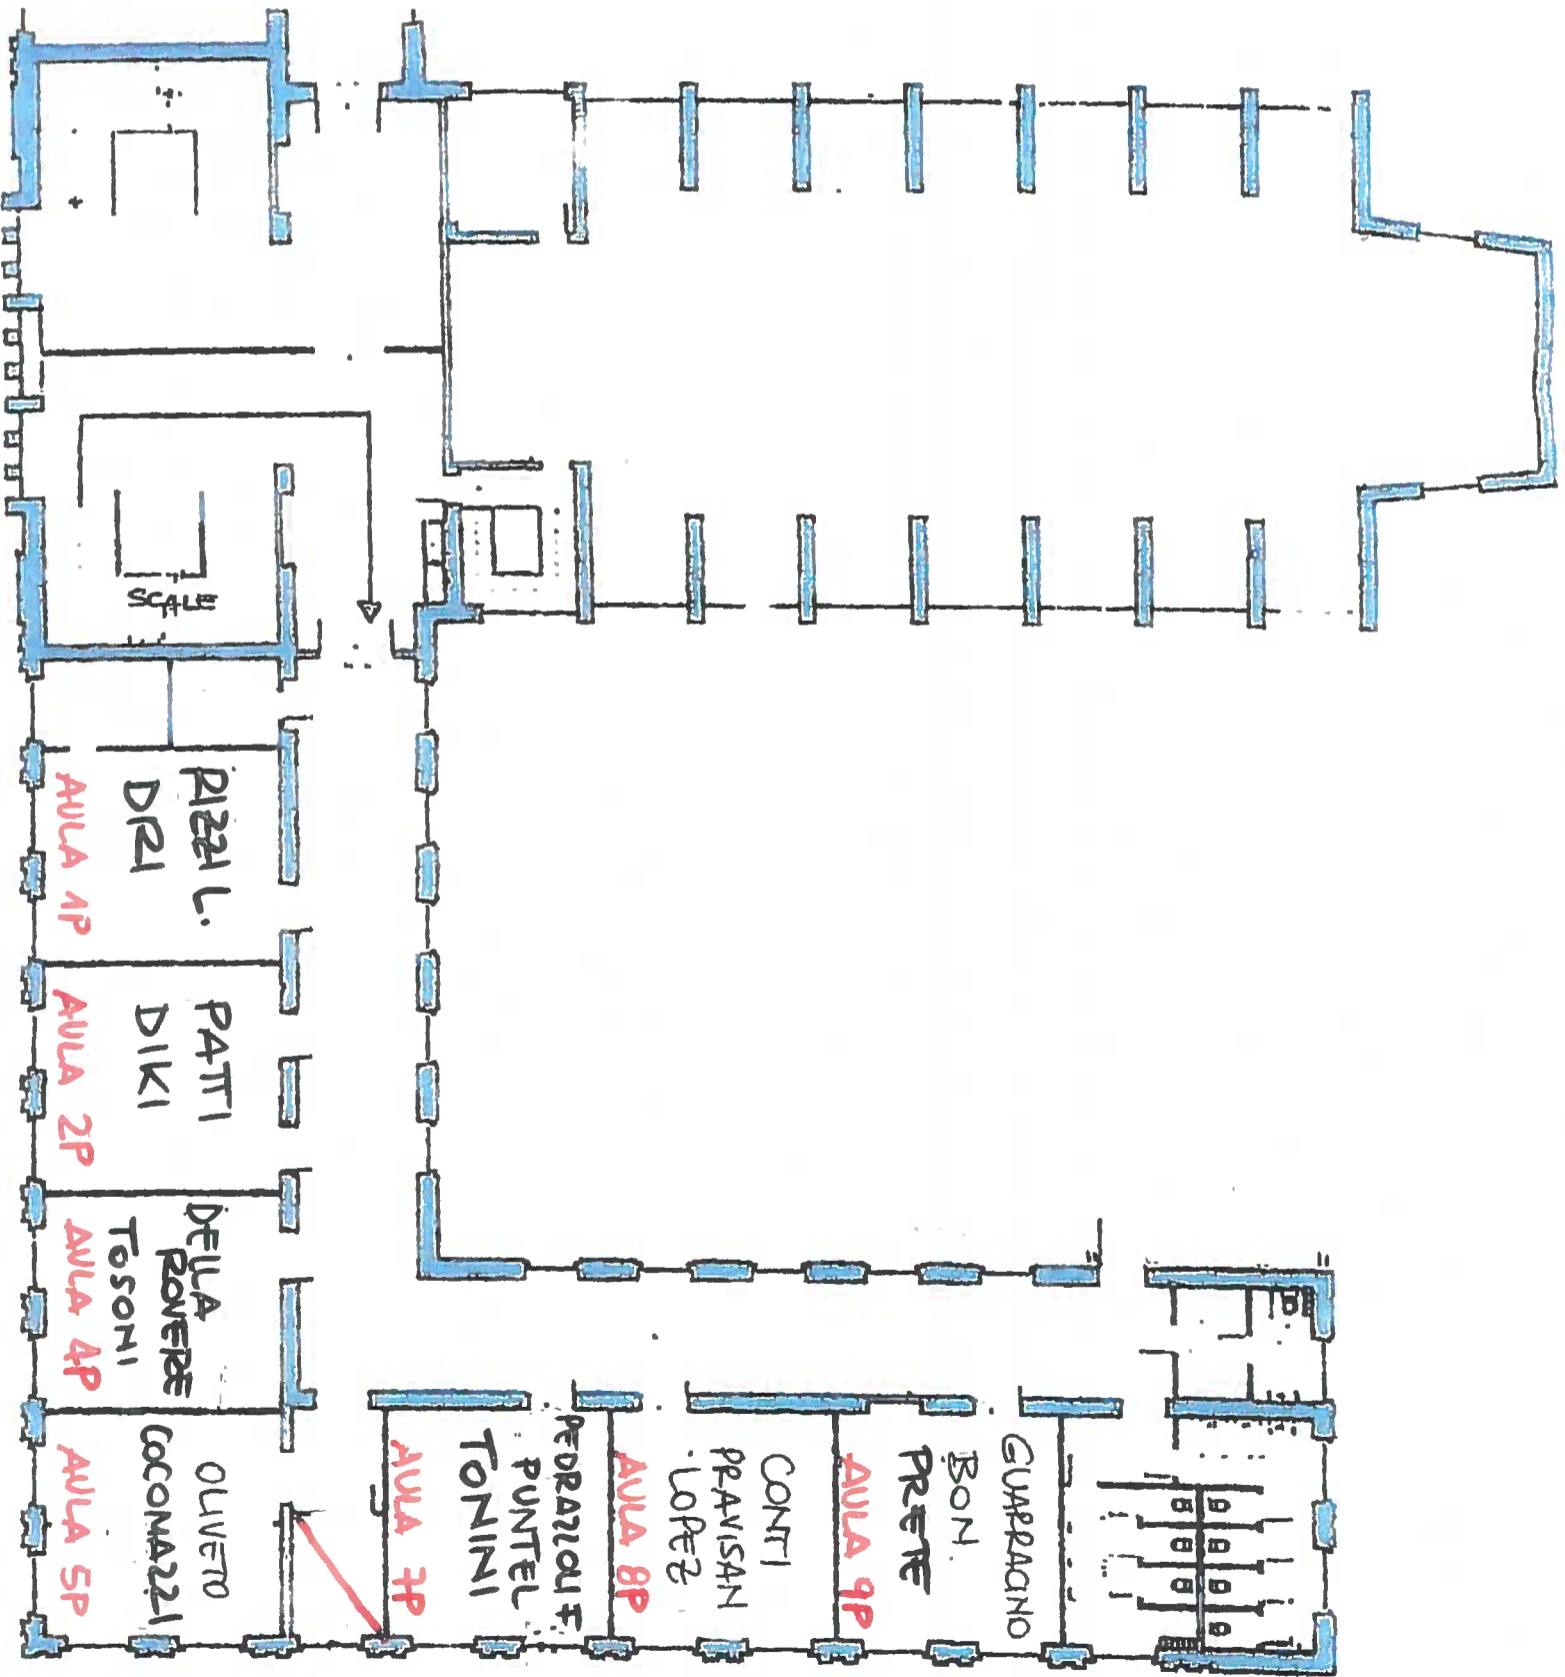 SCALE
RIZZI L.
DRI
AULA 1P
PATTI
DIKI
AULA 2P
DELLA
ROVERE
TOSONI
AULA 4P
OLIVETO
COCOMAZZI
AULA 5P
PEDRAZZOLI F
PUNTEL
TONINI
AULA 7P
CONTI
PRAVISAN
LOPEZ
AULA 8P
GUARRACINO
BON
PRETE
AULA 9P